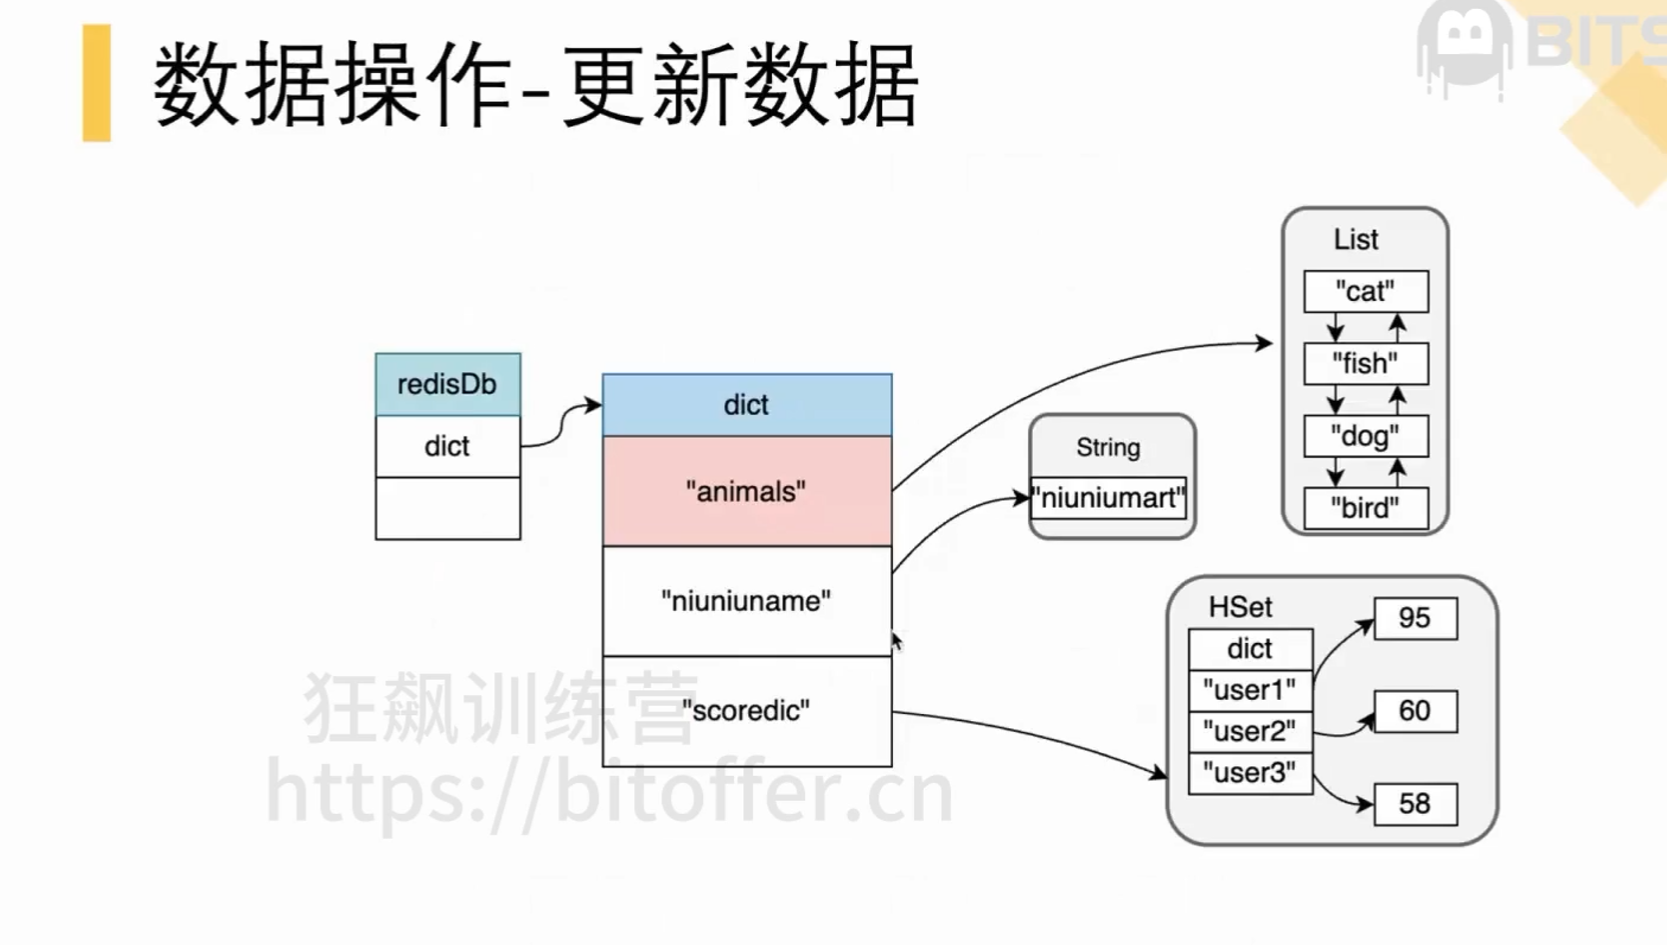 BITS
数据操作-更新数据
List
"cat"
"fish"
"dog"
"bird"
redisDb
dict
dict
"animals"
"niuniuname"
"scoredic"
String
"niuniumart"
HSet
dict
"user1"
"user2"
"user3"
95
60
58
狂飙训练营
https://bitoffer.cn